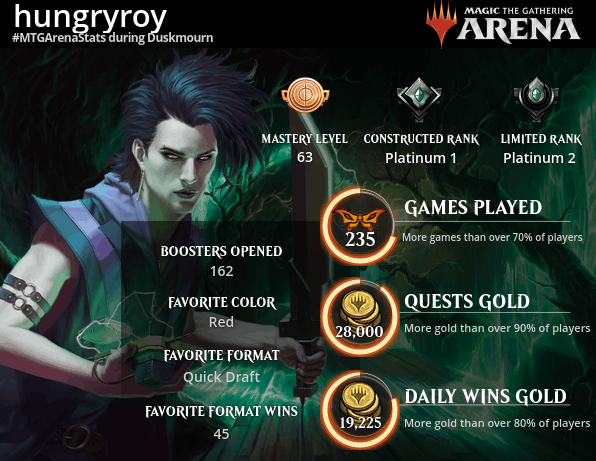 hungryroy
#MTGArenaStats during Duskmourn
MAGIC THE GATHERING
ARENA
MASTERY LEVEL
63
CONSTRUCTED RANK
Platinum 1
LIMITED RANK
Platinum 2
GAMES PLAYED
235
More games than over 70% of players
BOOSTERS OPENED
162
FAVORITE COLOR
Red
QUESTS GOLD
28,000
More gold than over 90% of players
FAVORITE FORMAT
Quick Draft
FAVORITE FORMAT WINS
45
DAILY WINS GOLD
19,225
More gold than over 80% of players